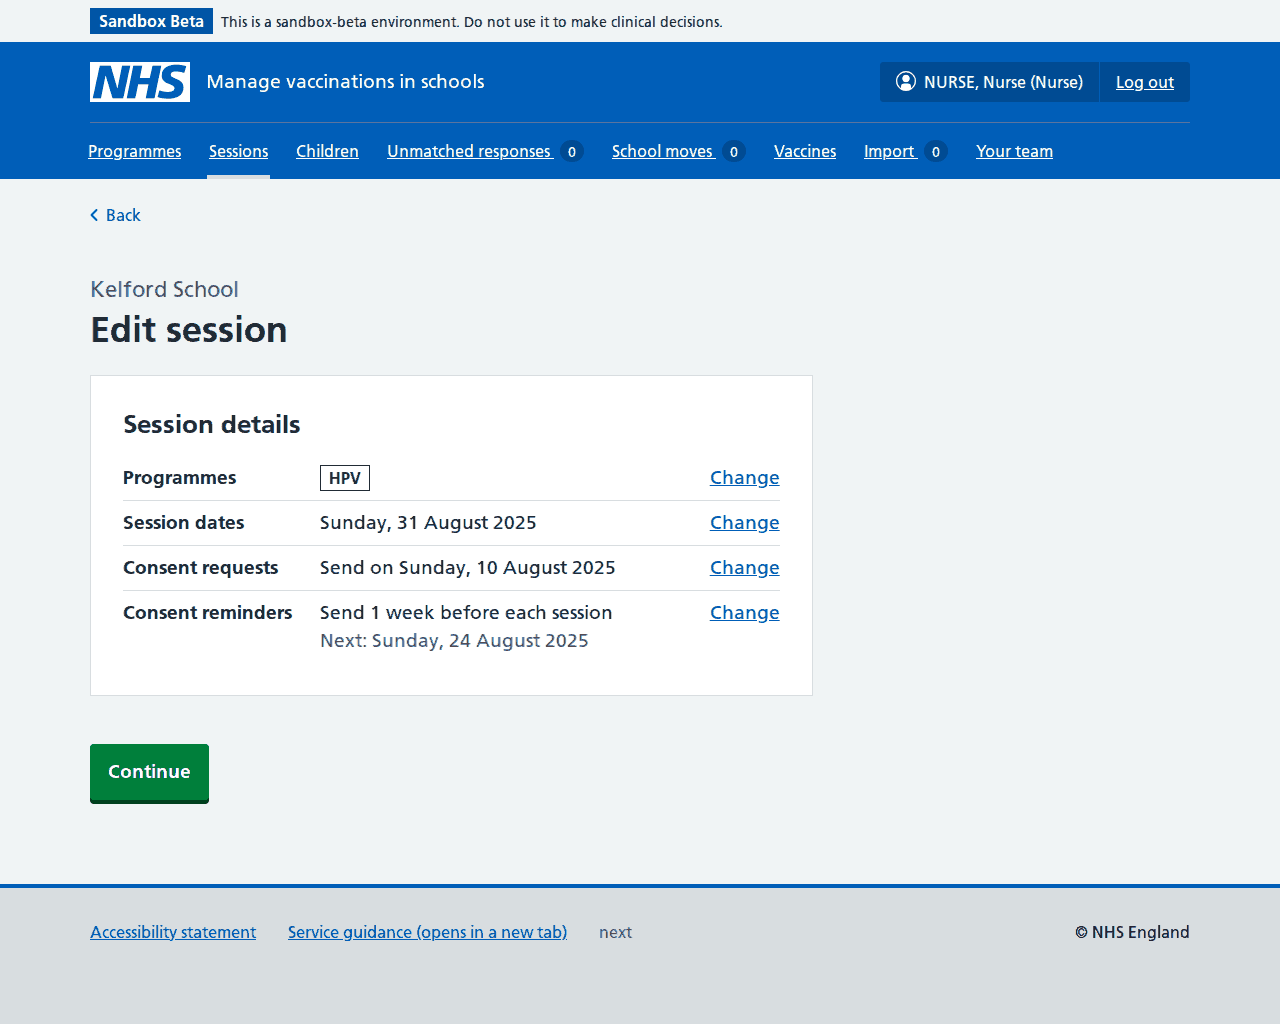 Sandbox Beta This is a sandbox-beta environment. Do not use it to make clinical decisions.
NHS Manage vaccinations in schools NURSE, Nurse (Nurse) Log out
Programmes Sessions Children Unmatched responses 0 School moves 0 Vaccines Import 0 Your team
Back
Kelford School
Edit session
Session details
Programmes HPV Change
Session dates Sunday, 31 August 2025 Change
Consent requests Send on Sunday, 10 August 2025 Change
Consent reminders Send 1 week before each session Change
Next: Sunday, 24 August 2025
Continue
Accessibility statement Service guidance (opens in a new tab) next © NHS England